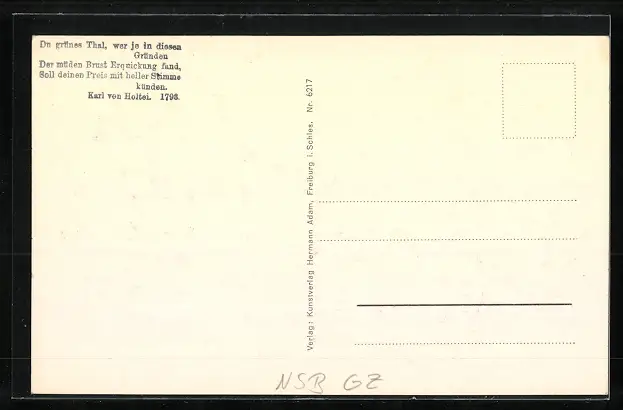 Du grünes Thal, wer je in diesen
Gründen
Der müden Brust Erquickung fand,
Soll deinen Preis mit heller Stimme
künden.
Karl von Holtei. 1798.
Verlag: Kunstverlag Hermann Adam, Freiburg i. Schles. Nr. 6217
NSB GZ